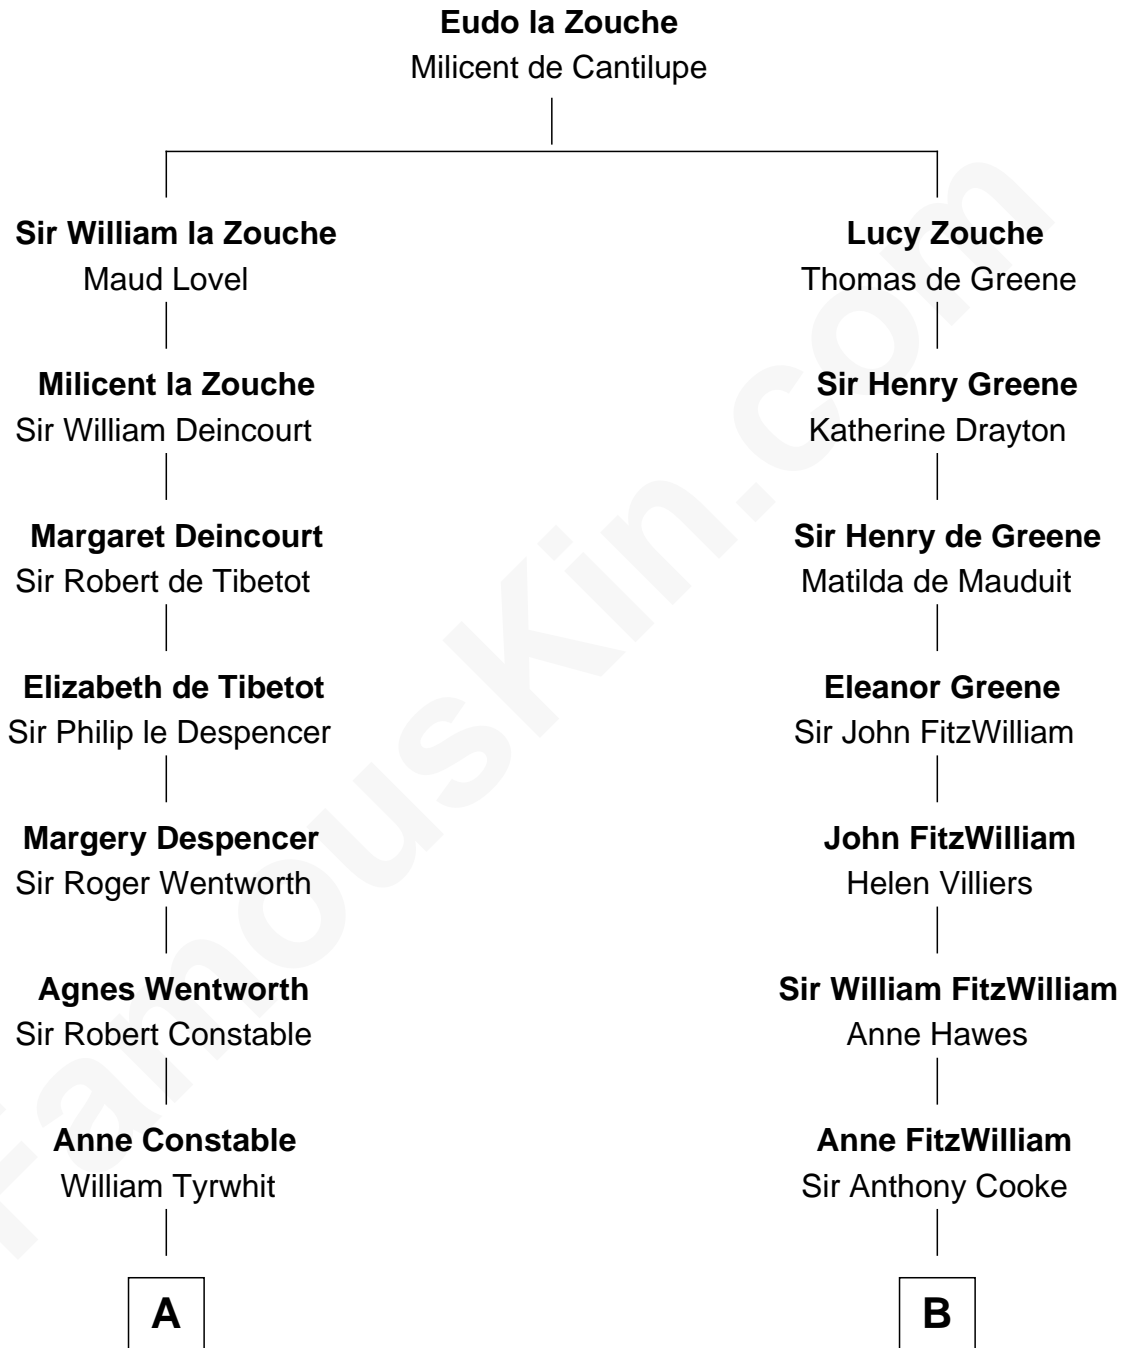 Eudo la Zouche
Milicent de Cantilupe
Sir William la Zouche
Maud Lovel
Milicent la Zouche
Sir William Deincourt
Margaret Deincourt
Sir Robert de Tibetot
Elizabeth de Tibetot
Sir Philip le Despencer
Margery Despencer
Sir Roger Wentworth
Agnes Wentworth
Sir Robert Constable
Anne Constable
William Tyrwhit
A
Lucy Zouche
Thomas de Greene
Sir Henry Greene
Katherine Drayton
Sir Henry de Greene
Matilda de Mauduit
Eleanor Greene
Sir John FitzWilliam
John FitzWilliam
Helen Villiers
Sir William FitzWilliam
Anne Hawes
Anne FitzWilliam
Sir Anthony Cooke
B
FamousKin.com